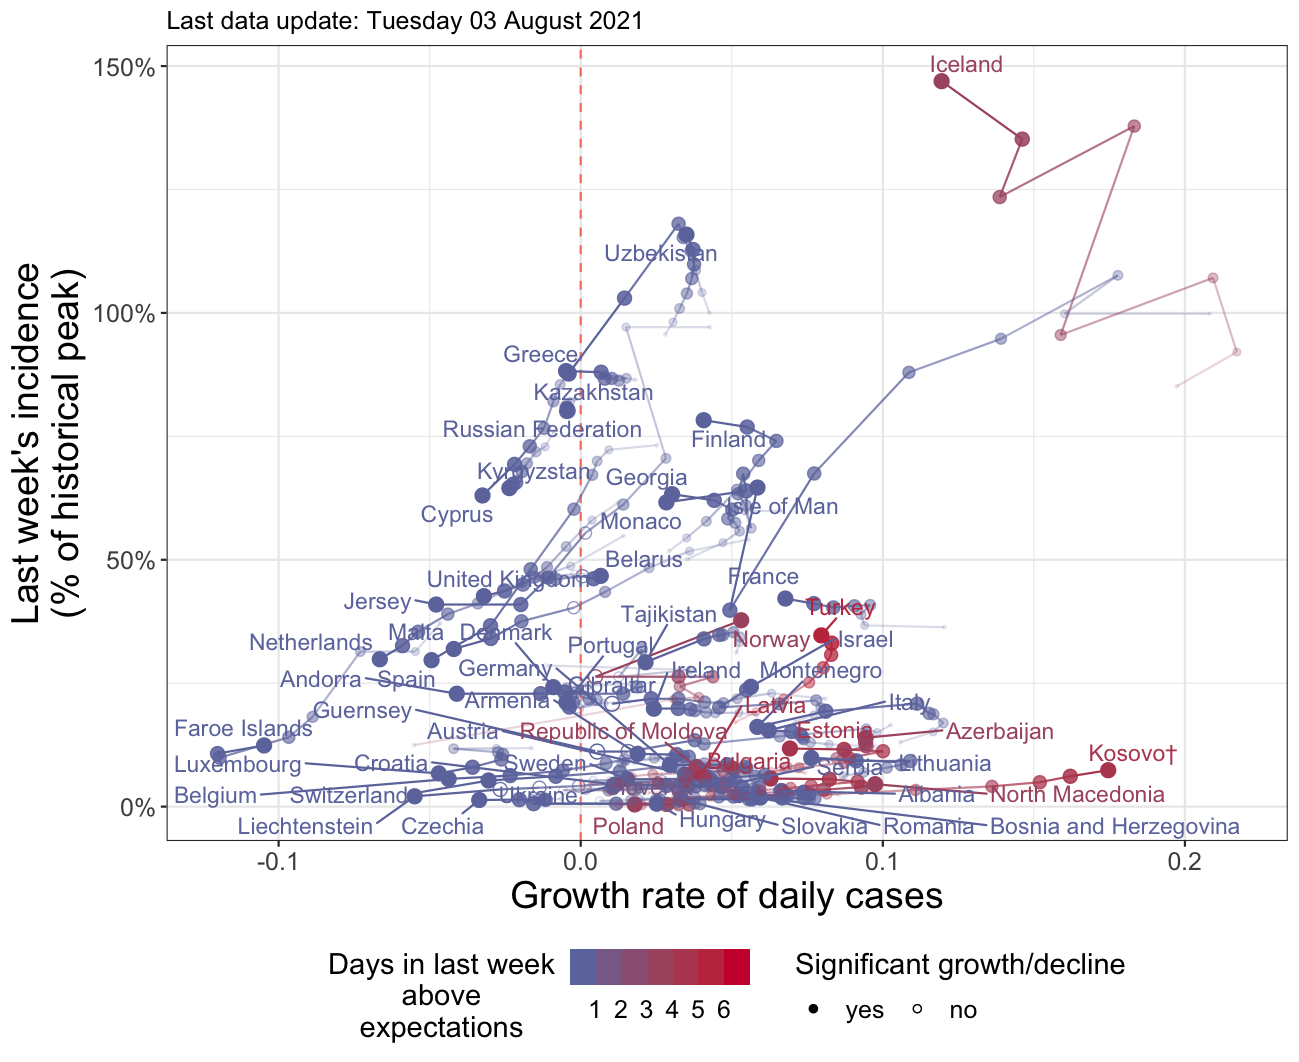 Last data update: Tuesday 03 August 2021
Last week's incidence
(% of historical peak)
150%
100%
50%
0%
Iceland
Uzbekistan
Greece
Kazakhstan
Russian Federation
Finland
Kyrgyzstan
Georgia
Isle of Man
Cyprus
Monaco
Belarus
United Kingdom
France
Jersey
Tajikistan
Turkey
Netherlands
Malta
Denmark
Portugal
Norway
Israel
Andorra
Spain
Germany
Gibraltar
Ireland
Montenegro
Guernsey
Armenia
Latvia
Italy
Faroe Islands
Austria
Republic of Moldova
Estonia
Azerbaijan
Luxembourg
Croatia
Sweden
Bulgaria
Serbia
Lithuania
Kosovo†
Belgium
Switzerland
Ukraine
Albania
North Macedonia
Liechtenstein
Czechia
Poland
Hungary
Slovakia
Romania
Bosnia and Herzegovina
-0.1
0.0
0.1
0.2
Growth rate of daily cases
Days in last week
above
expectations
1 2 3 4 5 6
Significant growth/decline
yes
no